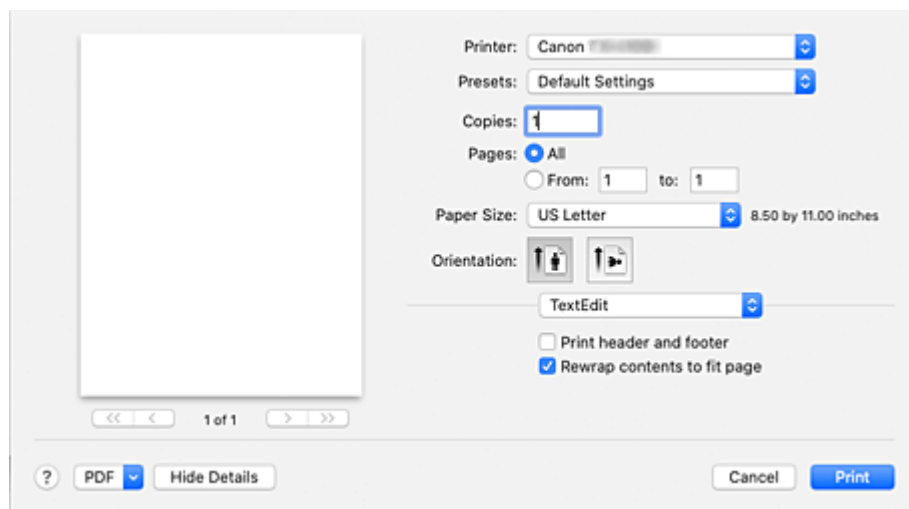 Printer: Canon
Presets: Default Settings
Copies: 1
Pages: All
From: 1 to: 1
Paper Size: US Letter 8.50 by 11.00 inches
Orientation:
TextEdit
Print header and footer
Rewrap contents to fit page
<< < 1 of 1 > >>
? PDF Hide Details Cancel Print